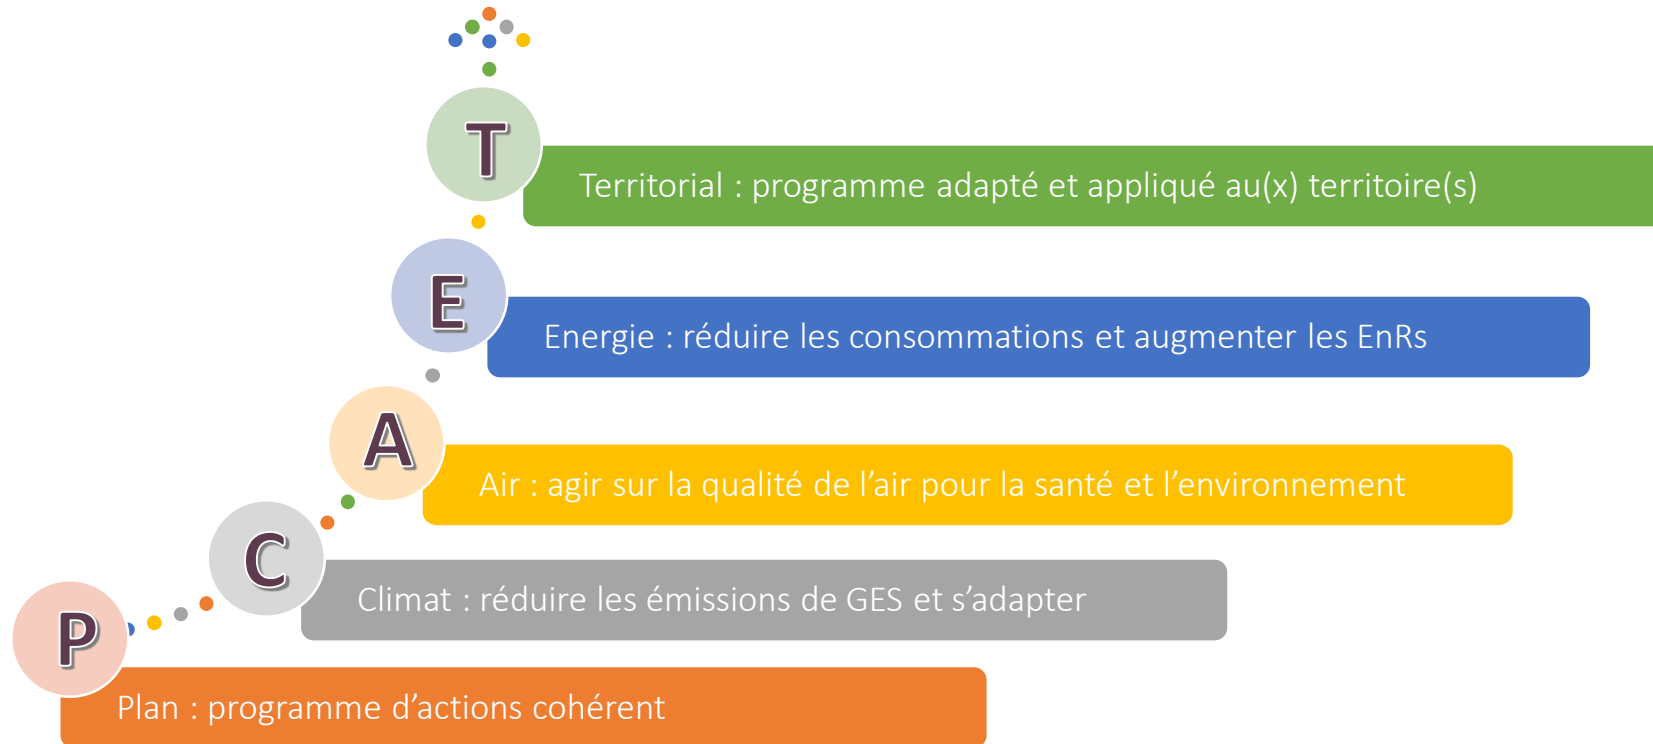 T
Territorial : programme adapté et appliqué au(x) territoire(s)
E
Energie : réduire les consommations et augmenter les EnRs
A
Air : agir sur la qualité de l’air pour la santé et l’environnement
C
Climat : réduire les émissions de GES et s’adapter
P
Plan : programme d’actions cohérent